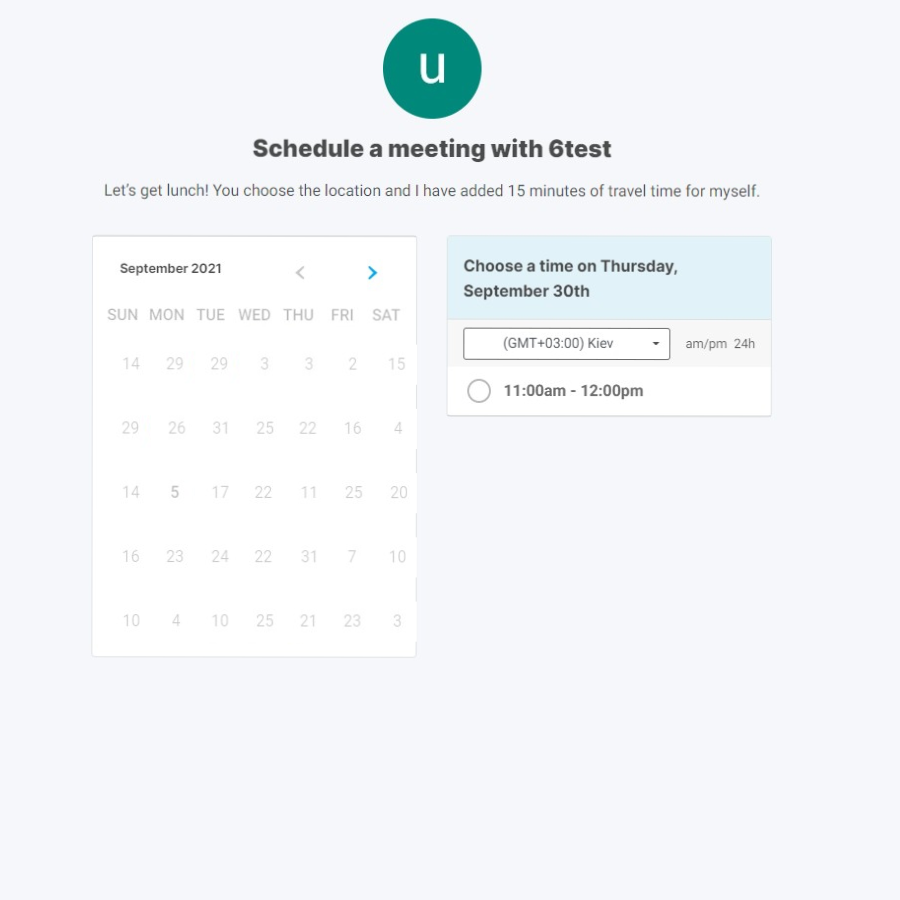 u
Schedule a meeting with 6test
Let's get lunch! You choose the location and I have added 15 minutes of travel time for myself.
September 2021
SUN MON TUE WED THU FRI SAT
14 29 29 3 3 2 15
29 26 31 25 22 16 4
14 5 17 22 11 25 20
16 23 24 22 31 7 10
10 4 10 25 21 23 3
Choose a time on Thursday,
September 30th
(GMT+03:00) Kiev am/pm 24h
11:00am - 12:00pm